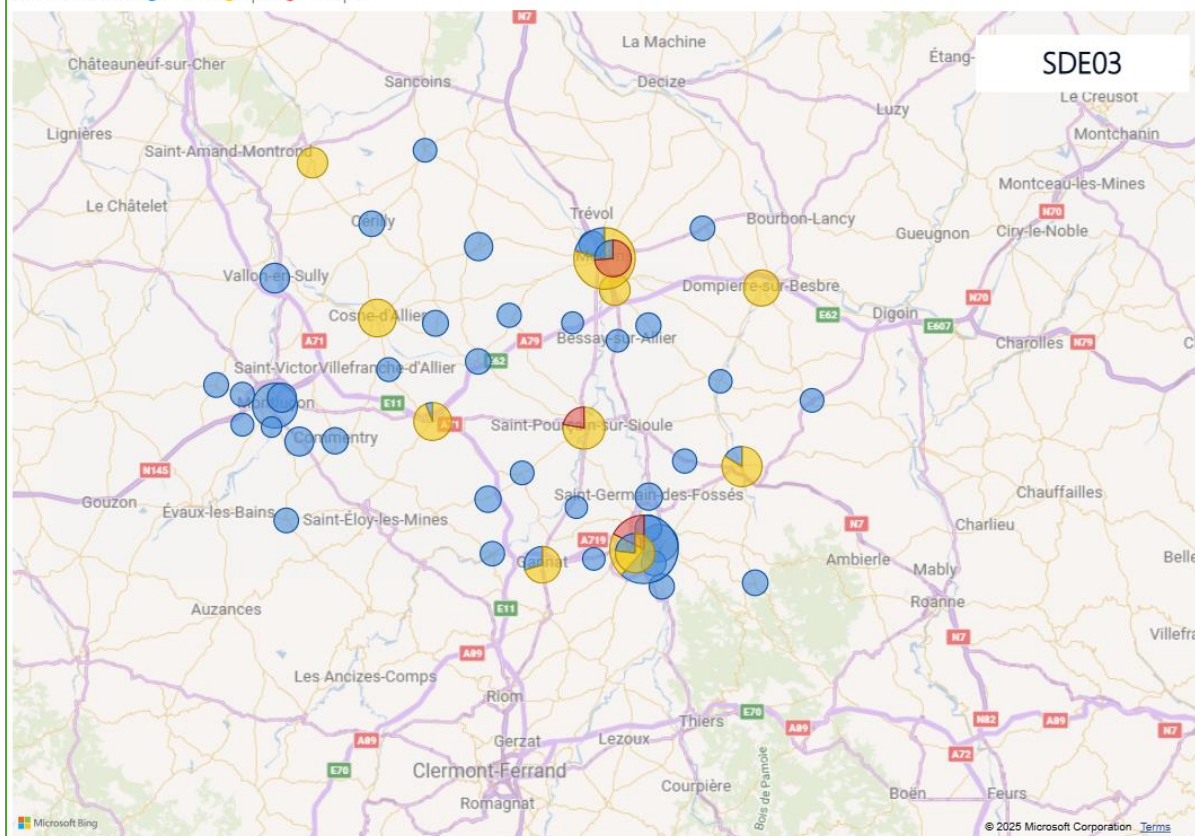 N7
La Machine
Étang-
SDE03
Châteauneuf-sur-Cher
Sancoins
Decize
Le Creusot
Luzy
Lignières
Montchanin
Saint-Amand-Montrond
Montceau-les-Mines
Le Châtelet
Trévol
Bourbon-Lancy
N70
Cérilly
Gueugnon
Ciry-le-Noble
Vallon-en-Sully
Dompierre-sur-Besbre
N70
Cosne-d'Allier
E62
Digoin
E607
A71
A79
Bessay-sur-Allier
Charolles
N79
E62
Saint-Victor
Villefranche-d'Allier
E11
Montluçon
A71
Saint-Pourçain-sur-Sioule
Commentry
N145
Saint-Germain-des-Fossés
Chauffailles
Gouzon
Évaux-les-Bains
Saint-Éloy-les-Mines
N7
Charlieu
A719
Ambierle
Belle
Gannat
Mably
Auzances
E11
Roanne
N7
Villefra
A89
Les Ancizes-Comps
Riom
E70
N82
A89
Thiers
A89
N7
Gerzat
Lezoux
A89
A72
E70
Clermont-Ferrand
Courpière
Bois de Pamole
Boën
Feurs
Romagnat
Microsoft Bing
© 2025 Microsoft Corporation Terms